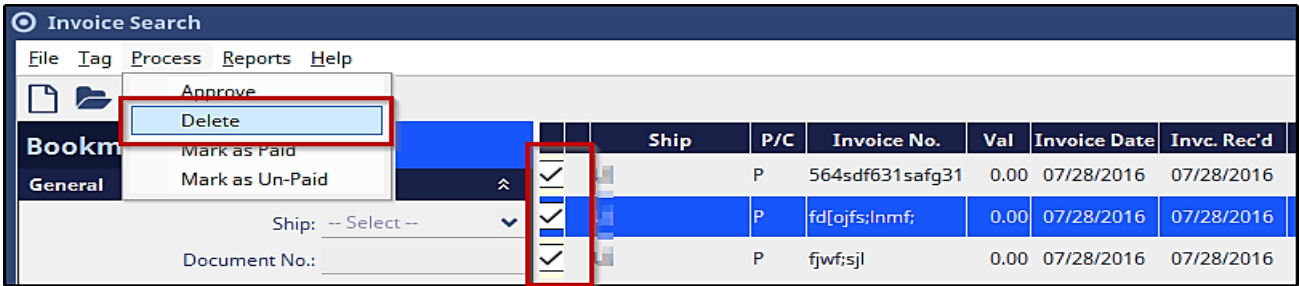 Invoice Search
File Tag Process Reports Help
Approve
Delete
Mark as Paid
Mark as Un-Paid
Bookm
General
Ship: -- Select --
Document No.:
Ship P/C Invoice No. Val Invoice Date Invc. Rec'd
P 564sdf631safg31 0.00 07/28/2016 07/28/2016
P fd[ojfs;lnmf; 0.00 07/28/2016 07/28/2016
P fjwf;sjl 0.00 07/28/2016 07/28/2016